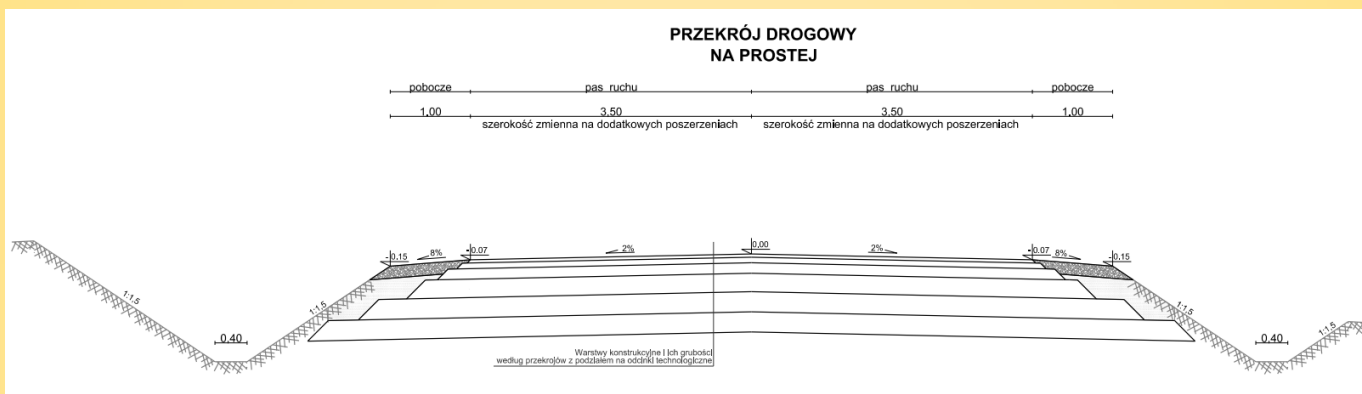 PRZEKRÓJ DROGOWY
NA PROSTEJ
pobocze pas ruchu pas ruchu pobocze
1.00 3.50 3.50 1.00
szerokość zmienna na dodatkowych poszerzeniach szerokość zmienna na dodatkowych poszerzeniach
-0.15 8% -0.07 2% 0,00 2% -0.07 8% -0.15
1:1.5 1:1.5 1:1.5 1:1.5
0.40 0.40
Warstwy konstrukcyjne i ich grubości
według przekrojów z podziałem na odcinki technologiczne